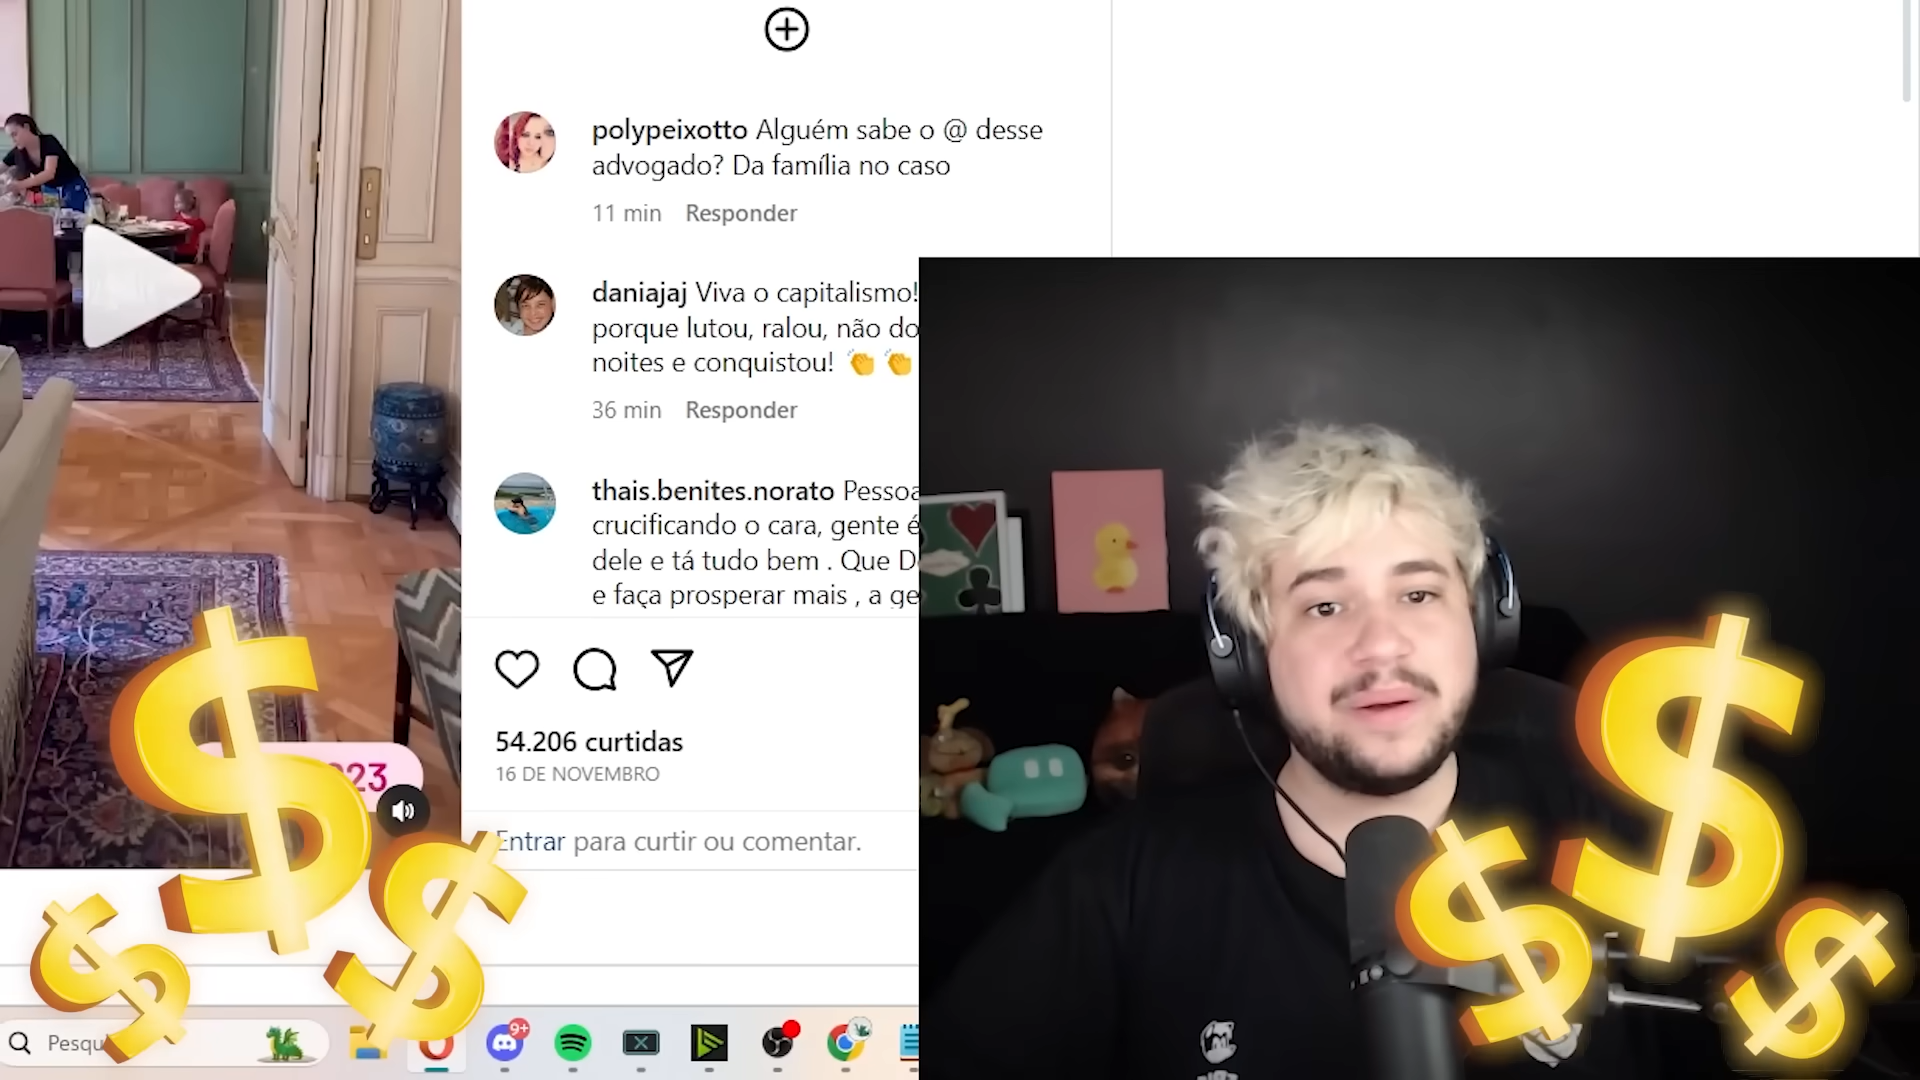 polypeixotto Alguém sabe o @ desse
advogado? Da família no caso
11 min Responder
daniajaj Viva o capitalismo!
porque lutou, ralou, não do
noites e conquistou! 👏 👏
36 min Responder
thais.benites.norato Pessoa
crucificando o cara, gente é
dele e tá tudo bem . Que D
e faça prosperar mais , a ge
54.206 curtidas
16 DE NOVEMBRO
23
Entrar para curtir ou comentar.
Pesqu
9+